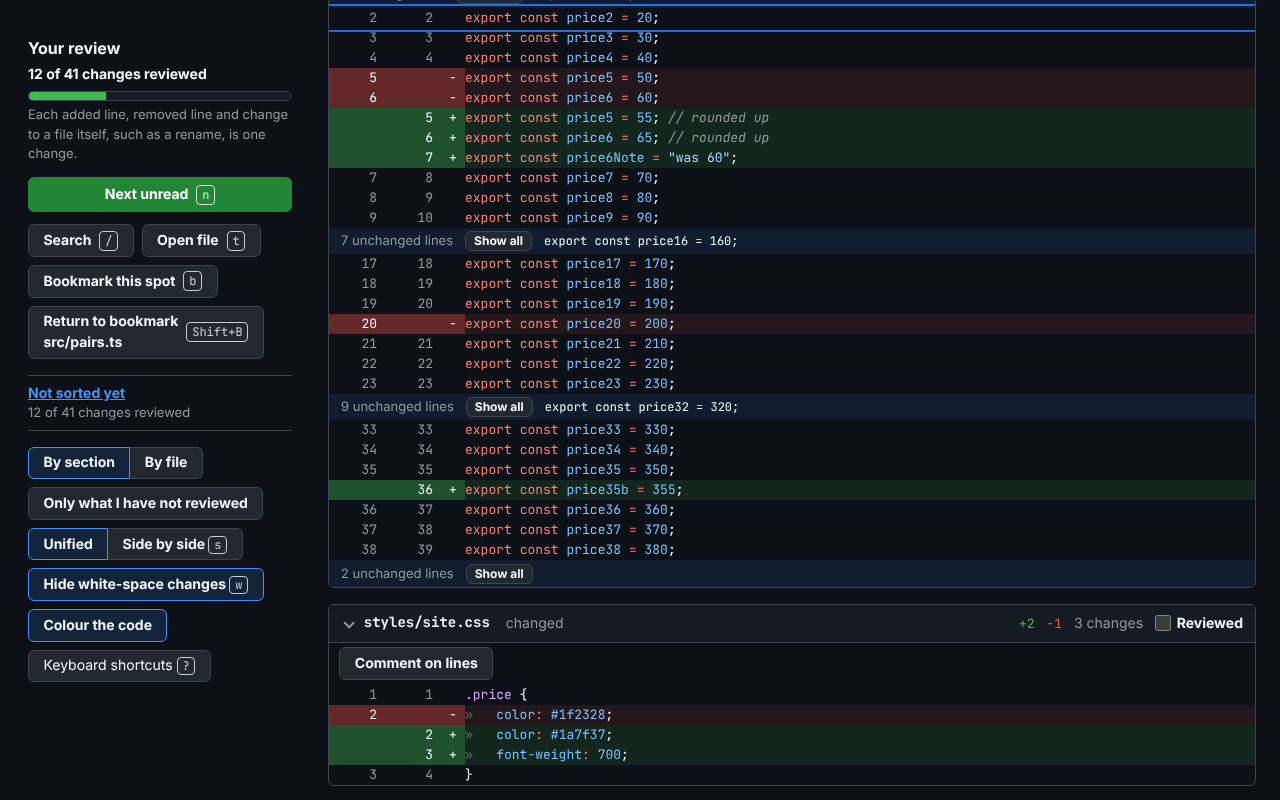 Your review
12 of 41 changes reviewed
Each added line, removed line and change
to a file itself, such as a rename, is one
change.
Next unread n
Search / Open file t
Bookmark this spot b
Return to bookmark
src/pairs.ts Shift+B
Not sorted yet
12 of 41 changes reviewed
By section By file
Only what I have not reviewed
Unified Side by side s
Hide white-space changes w
Colour the code
Keyboard shortcuts ?
2 2 export const price2 = 20;
3 3 export const price3 = 30;
4 4 export const price4 = 40;
5 - export const price5 = 50;
6 - export const price6 = 60;
5 + export const price5 = 55; // rounded up
6 + export const price6 = 65; // rounded up
7 + export const price6Note = "was 60";
7 8 export const price7 = 70;
8 9 export const price8 = 80;
9 10 export const price9 = 90;
7 unchanged lines Show all export const price16 = 160;
17 18 export const price17 = 170;
18 19 export const price18 = 180;
19 20 export const price19 = 190;
20 - export const price20 = 200;
21 21 export const price21 = 210;
22 22 export const price22 = 220;
23 23 export const price23 = 230;
9 unchanged lines Show all export const price32 = 320;
33 33 export const price33 = 330;
34 34 export const price34 = 340;
35 35 export const price35 = 350;
36 + export const price35b = 355;
36 37 export const price36 = 360;
37 38 export const price37 = 370;
38 39 export const price38 = 380;
2 unchanged lines Show all
styles/site.css changed +2 -1 3 changes Reviewed
Comment on lines
1 1 .price {
2 - » color: #1f2328;
2 + » color: #1a7f37;
3 + » font-weight: 700;
3 4 }